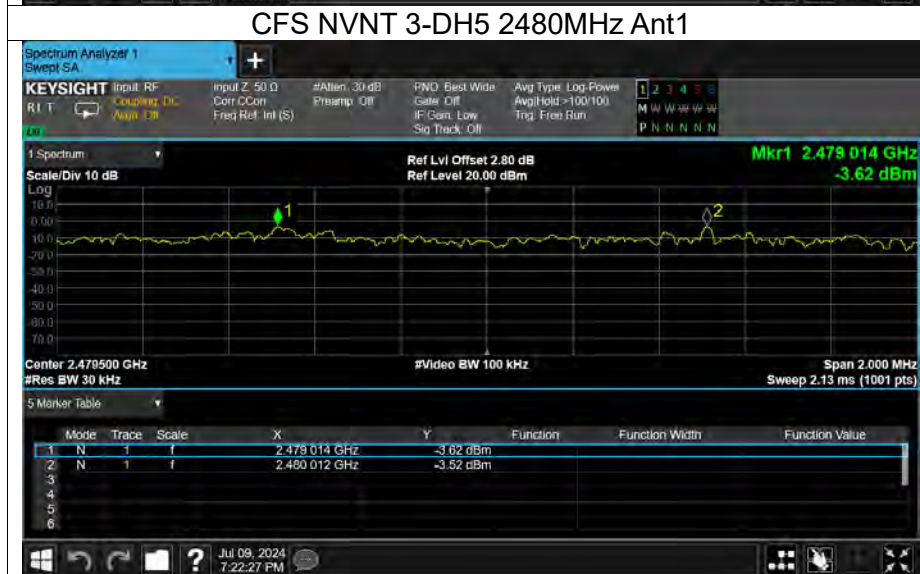 CFS NVNT 3-DH5 2480MHz Ant1
Spectrum Analyzer 1
Swept SA
+
KEYSIGHT Input: RF Input Z: 50 Ω #Atten: 30 dB PNO: Best Wide Avg Type: Log-Power 1 2 3 4 5 6
RLT Coupling: DC Corr CCorr Preamp: Off Gate: Off Avg|Hold:>100/100 M W W W W W
Align: Off Freq Ref: Int (S) IF Gain: Low Trig: Free Run
Sig Track: Off P N N N N N
1 Spectrum Ref Lvl Offset 2.80 dB Mkr1 2.479 014 GHz
Scale/Div 10 dB Ref Level 20.00 dBm -3.62 dBm
Log
10.0
0.00
-10.0
-20.0
-30.0
-40.0
-50.0
-60.0
-70.0
1
2
Center 2.479500 GHz #Video BW 100 kHz Span 2.000 MHz
#Res BW 30 kHz Sweep 2.13 ms (1001 pts)
5 Marker Table
Mode Trace Scale X Y Function Function Width Function Value
1 N 1 f 2.479 014 GHz -3.62 dBm
2 N 1 f 2.480 012 GHz -3.52 dBm
3
4
5
6
? Jul 09, 2024
7:22:27 PM